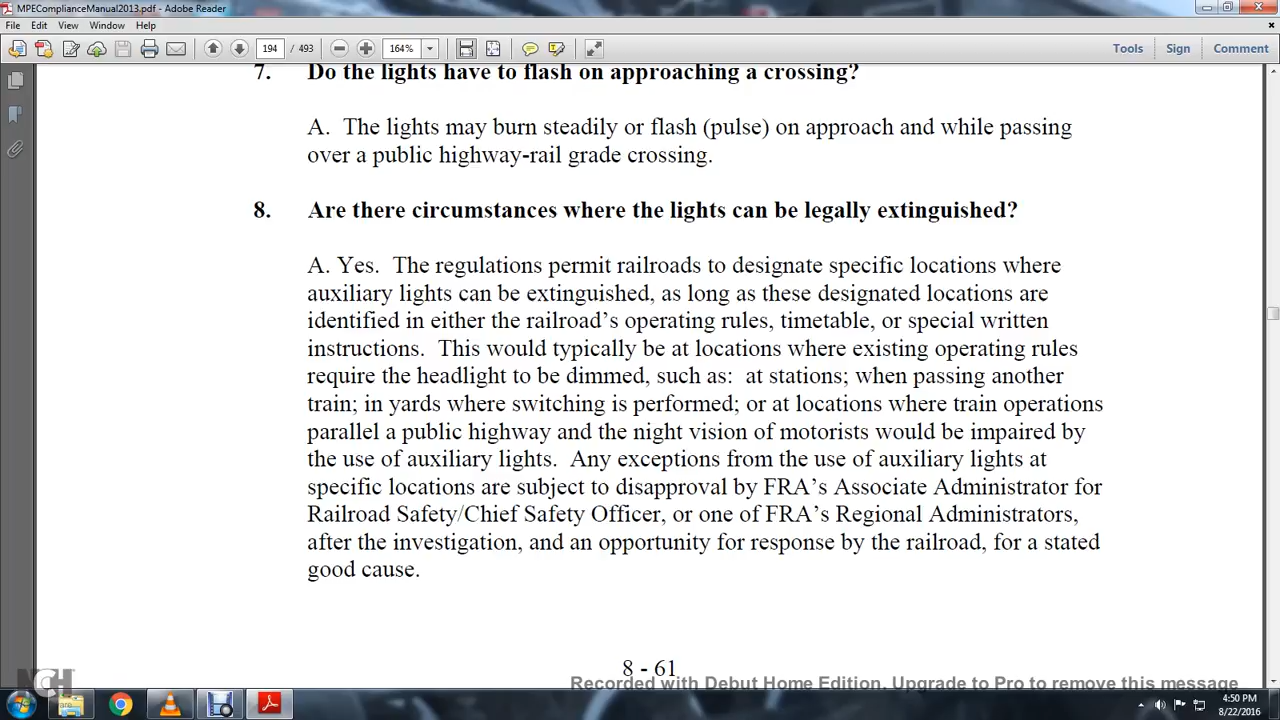 MPEComplianceManual2013.pdf - Adobe Reader
File Edit View Window Help
194 / 493 164% Tools Sign Comment
7. Do the lights have to flash on approaching a crossing?
A. The lights may burn steadily or flash (pulse) on approach and while passing
over a public highway-rail grade crossing.
8. Are there circumstances where the lights can be legally extinguished?
A. Yes. The regulations permit railroads to designate specific locations where
auxiliary lights can be extinguished, as long as these designated locations are
identified in either the railroad’s operating rules, timetable, or special written
instructions. This would typically be at locations where existing operating rules
require the headlight to be dimmed, such as: at stations; when passing another
train; in yards where switching is performed; or at locations where train operations
parallel a public highway and the night vision of motorists would be impaired by
the use of auxiliary lights. Any exceptions from the use of auxiliary lights at
specific locations are subject to disapproval by FRA’s Associate Administrator for
Railroad Safety/Chief Safety Officer, or one of FRA’s Regional Administrators,
after the investigation, and an opportunity for response by the railroad, for a stated
good cause.
8 - 61
NCH
Recorded with Debut Home Edition. Upgrade to Pro to remove this message
4:50 PM
8/22/2016